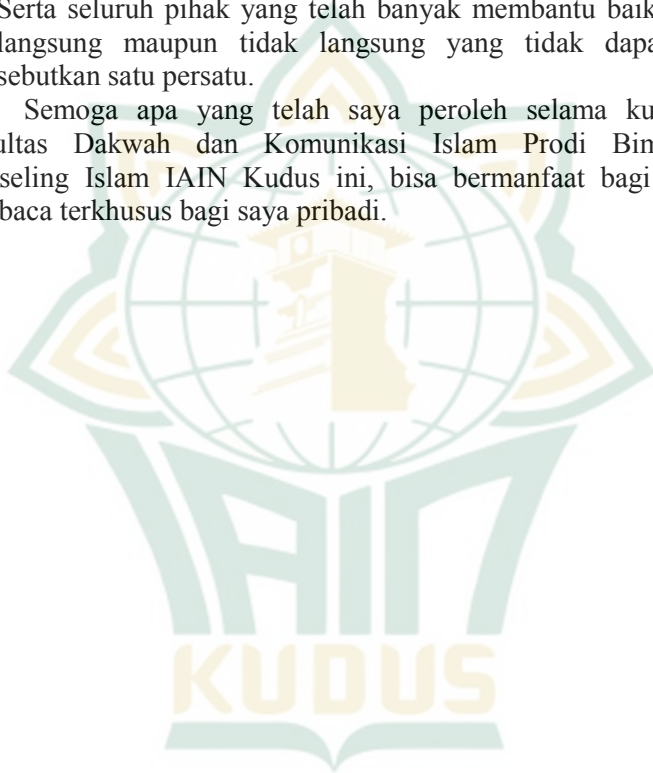 Serta seluruh pihak yang telah banyak membantu baik
langsung maupun tidak langsung yang tidak dapa
sebutkan satu persatu.
Semoga apa yang telah saya peroleh selama ku
ultas Dakwah dan Komunikasi Islam Prodi Bim
seling Islam IAIN Kudus ini, bisa bermanfaat bagi
baca terkhusus bagi saya pribadi.
IAIN
KUDUS